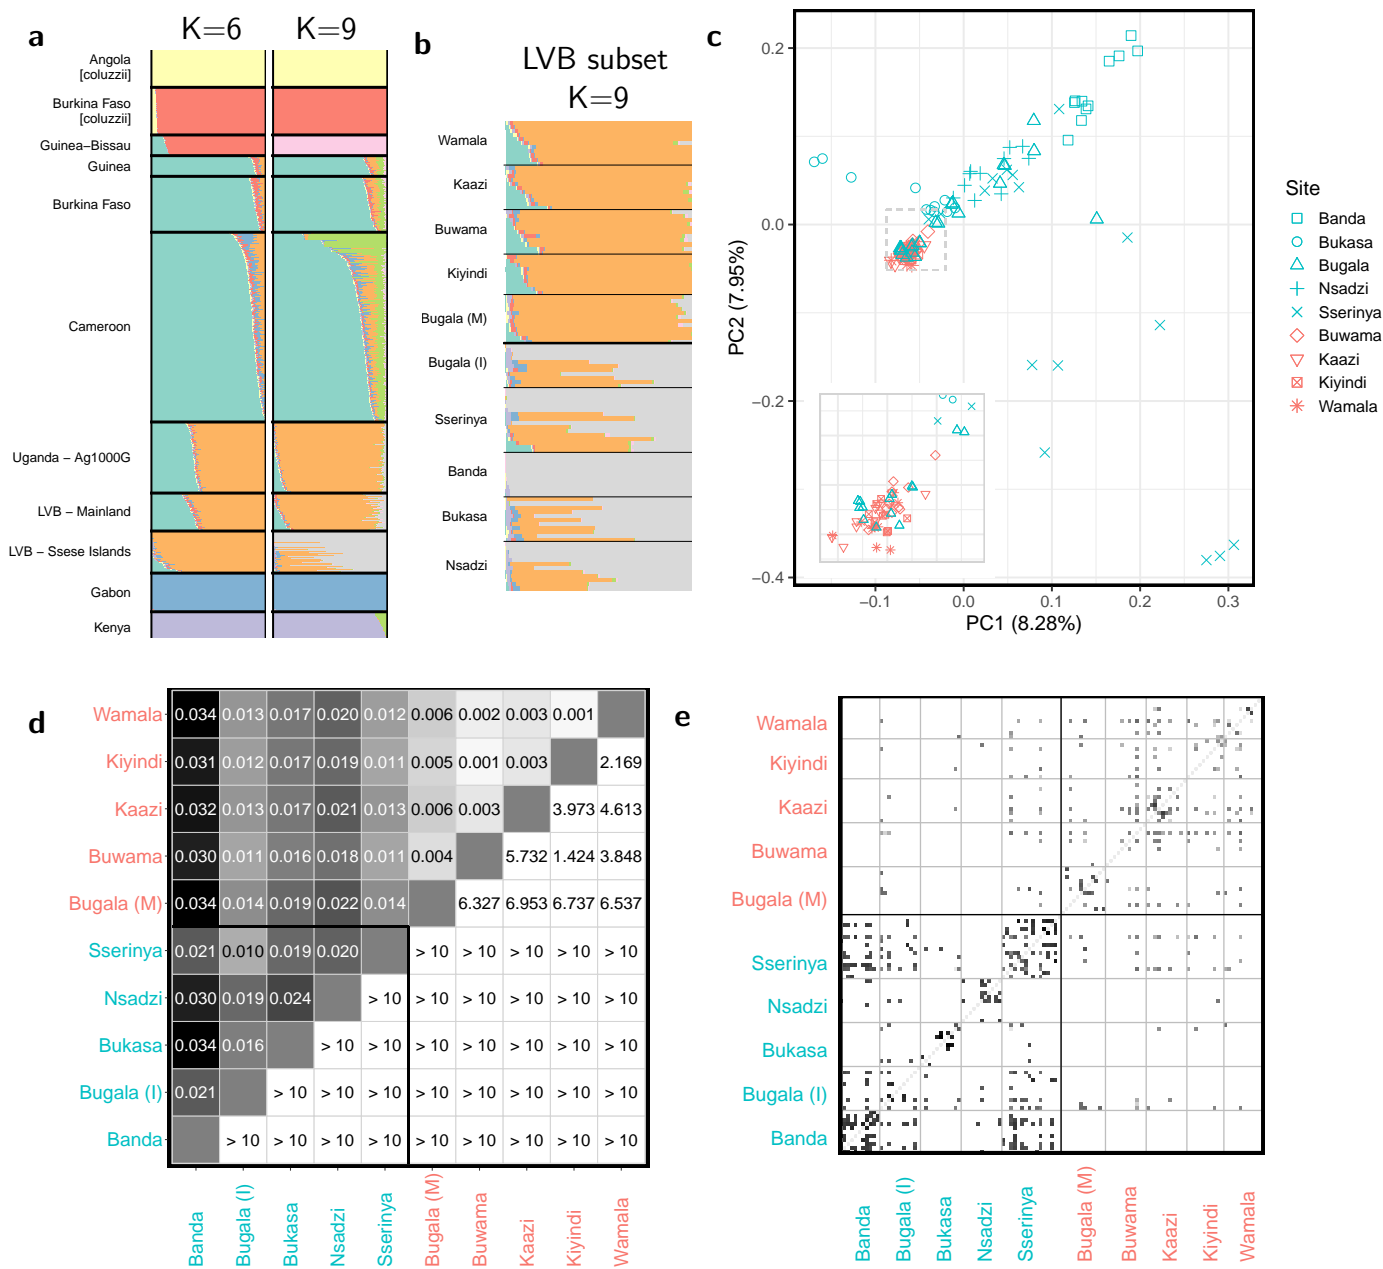 a
K=6
K=9
Angola
[coluzzii]
Burkina Faso
[coluzzii]
Guinea−Bissau
Guinea
Burkina Faso
Cameroon
Uganda − Ag1000G
LVB − Mainland
LVB − Ssese Islands
Gabon
Kenya
b
LVB subset
K=9
Wamala
Kaazi
Buwama
Kiyindi
Bugala (M)
Bugala (I)
Sserinya
Banda
Bukasa
Nsadzi
c
PC2 (7.95%)
0.2
0.0
−0.2
−0.4
−0.1
0.0
0.1
0.2
0.3
PC1 (8.28%)
Site
Banda
Bukasa
Bugala
Nsadzi
Sserinya
Buwama
Kaazi
Kiyindi
Wamala
d
Wamala 0.034 0.013 0.017 0.020 0.012 0.006 0.002 0.003 0.001
Kiyindi 0.031 0.012 0.017 0.019 0.011 0.005 0.001 0.003 2.169
Kaazi 0.032 0.013 0.017 0.021 0.013 0.006 0.003 3.973 4.613
Buwama 0.030 0.011 0.016 0.018 0.011 0.004 5.732 1.424 3.848
Bugala (M) 0.034 0.014 0.019 0.022 0.014 6.327 6.953 6.737 6.537
Sserinya 0.021 0.010 0.019 0.020 > 10 > 10 > 10 > 10 > 10
Nsadzi 0.030 0.019 0.024 > 10 > 10 > 10 > 10 > 10 > 10
Bukasa 0.034 0.016 > 10 > 10 > 10 > 10 > 10 > 10 > 10
Bugala (I) 0.021 > 10 > 10 > 10 > 10 > 10 > 10 > 10 > 10
Banda > 10 > 10 > 10 > 10 > 10 > 10 > 10 > 10 > 10
Banda
Bugala (I)
Bukasa
Nsadzi
Sserinya
Bugala (M)
Buwama
Kaazi
Kiyindi
Wamala
e
Wamala
Kiyindi
Kaazi
Buwama
Bugala (M)
Sserinya
Nsadzi
Bukasa
Bugala (I)
Banda
Banda
Bugala (I)
Bukasa
Nsadzi
Sserinya
Bugala (M)
Buwama
Kaazi
Kiyindi
Wamala